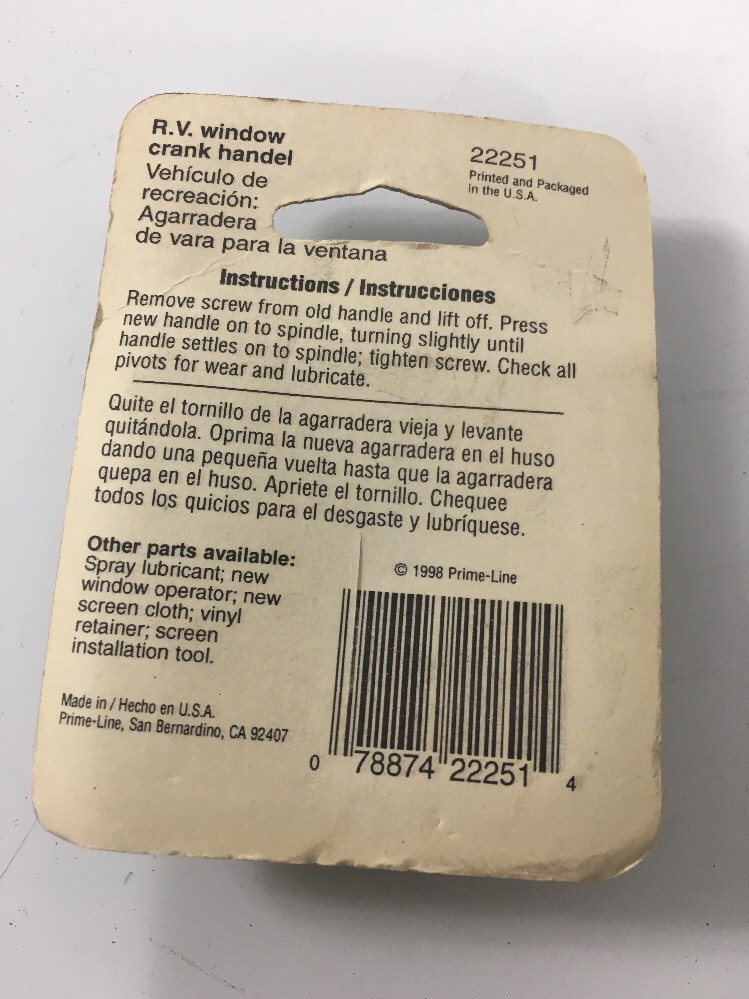 R.V. window
crank handel
Vehículo de
recreación:
Agarradera
de vara para la ventana
22251
Printed and Packaged
in the U.S.A.
Instructions / Instrucciones
Remove screw from old handle and lift off. Press
new handle on to spindle, turning slightly until
handle settles on to spindle; tighten screw. Check all
pivots for wear and lubricate.
Quite el tornillo de la agarradera vieja y levante
quitándola. Oprima la nueva agarradera en el huso
dando una pequeña vuelta hasta que la agarradera
quepa en el huso. Apriete el tornillo. Chequee
todos los quicios para el desgaste y lubríquese.
Other parts available:
Spray lubricant; new
window operator; new
screen cloth; vinyl
retainer; screen
installation tool.
Made in / Hecho en U.S.A.
Prime-Line, San Bernardino, CA 92407
© 1998 Prime-Line
0 78874 22251 4